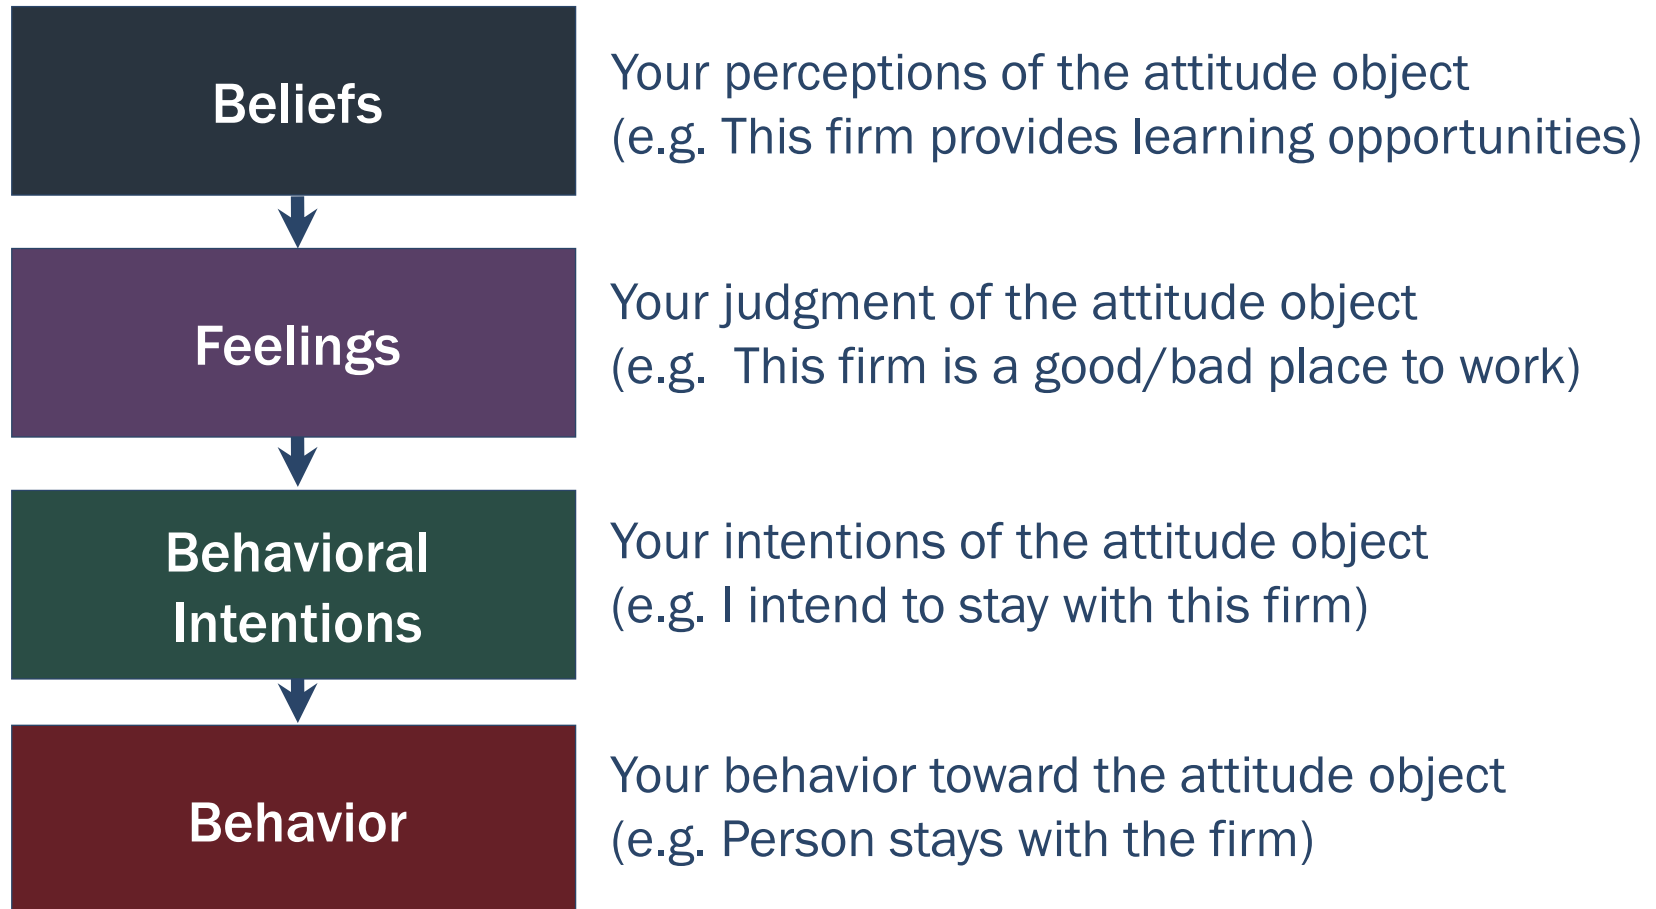 Beliefs
Your perceptions of the attitude object
(e.g. This firm provides learning opportunities)
Feelings
Your judgment of the attitude object
(e.g.  This firm is a good/bad place to work)
Behavioral
Intentions
Your intentions of the attitude object
(e.g. I intend to stay with this firm)
Behavior
Your behavior toward the attitude object
(e.g. Person stays with the firm)